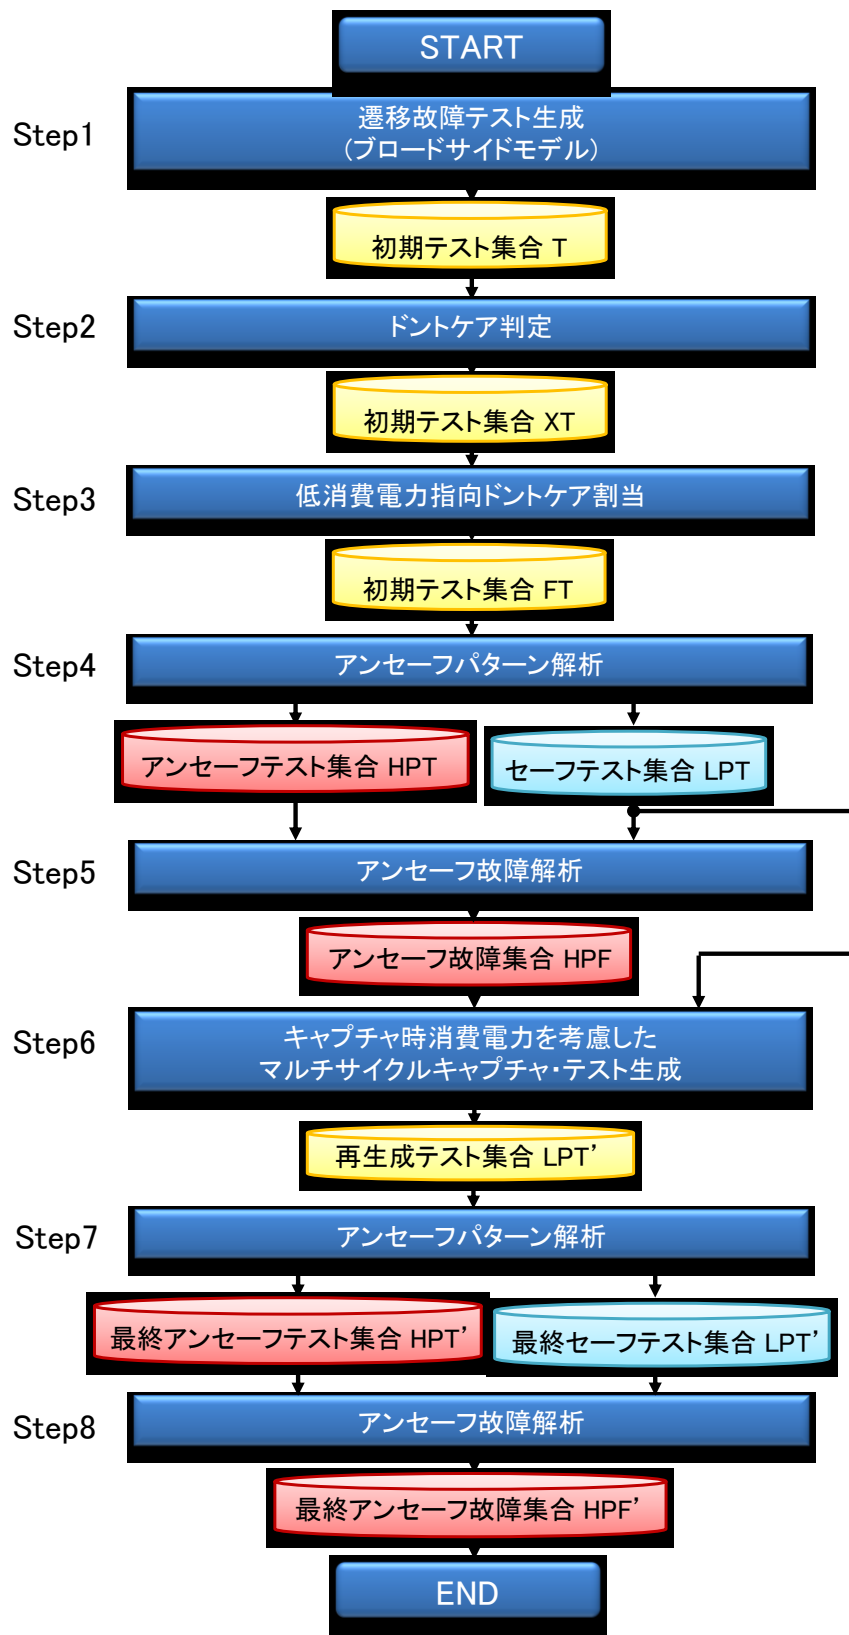 START
Step1
遷移故障テスト生成
(ブロードサイドモデル)
初期テスト集合 T
Step2
ドントケア判定
初期テスト集合 XT
Step3
低消費電力指向ドントケア割当
初期テスト集合 FT
Step4
アンセーフパターン解析
アンセーフテスト集合 HPT
セーフテスト集合 LPT
Step5
アンセーフ故障解析
アンセーフ故障集合 HPF
Step6
キャプチャ時消費電力を考慮した
マルチサイクルキャプチャ・テスト生成
再生成テスト集合 LPT’
Step7
アンセーフパターン解析
最終アンセーフテスト集合 HPT’
最終セーフテスト集合 LPT’
Step8
アンセーフ故障解析
最終アンセーフ故障集合 HPF’
END